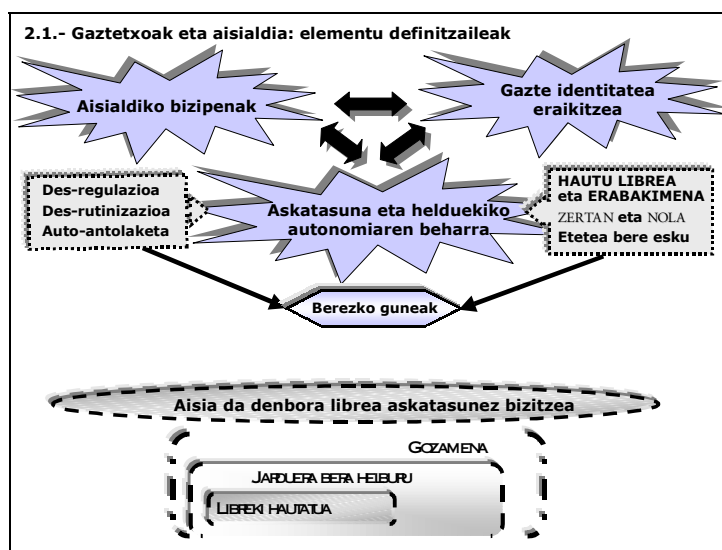 2.1.- Gaztetxoak eta aisialdia: elementu definitzaileak
Aisialdiko bizipenak
Gazte identitatea
eraikitzea
Des-regulazioa
Des-rutinizazioa
Auto-antolaketa
Askatasuna eta helduekiko
autonomiaren beharra
HAUTU LIBREA
eta ERABAKIMENA
ZERTAN eta NOLA
Etetea bere esku
Berezko guneak
Aisia da denbora librea askatasunez bizitzea
GOZAMENA
JARDUERA BERA HELBURU
LIBREKI HAUTATUA